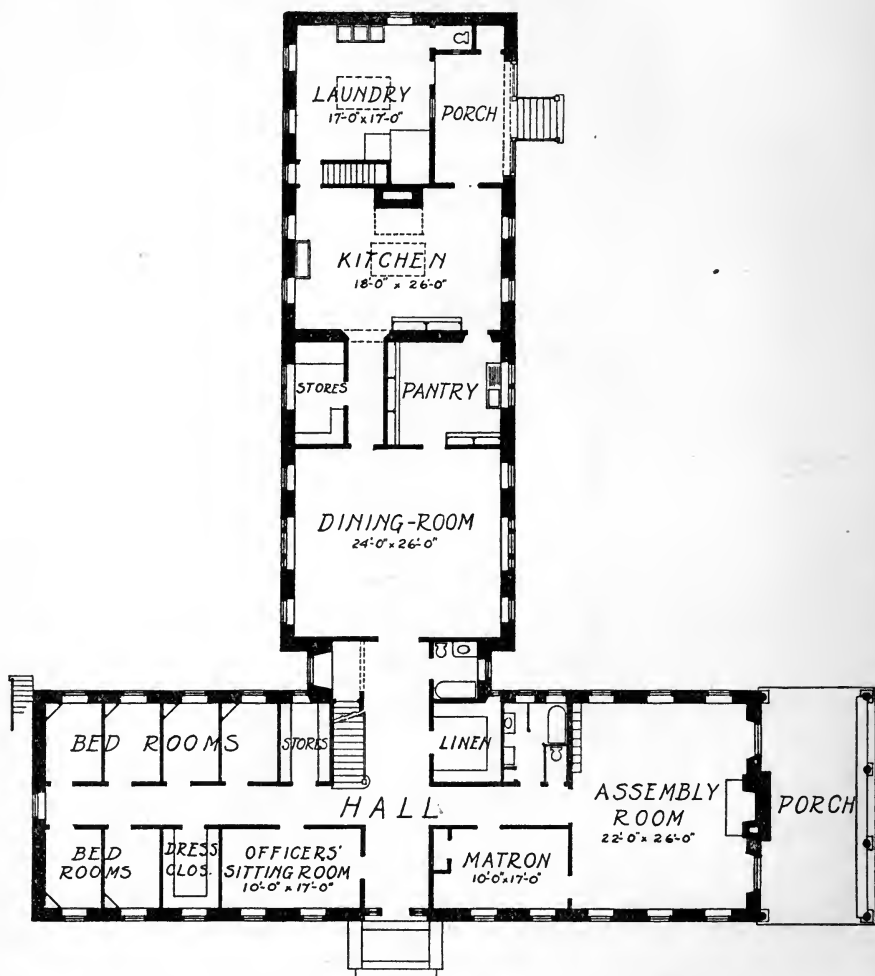 LAUNDRY
17'-0" x 17'-0"
PORCH
KITCHEN
18'-0" x 26'-0"
STORES
PANTRY
DINING-ROOM
24'-0" x 26'-0"
BED ROOMS
STORES
LINEN
HALL
ASSEMBLY
ROOM
22'-0" x 26'-0"
PORCH
BED
ROOMS
DRESS
CLOS.
OFFICERS'
SITTING ROOM
10'-0" x 17'-0"
MATRON
10'-0" x 17'-0"